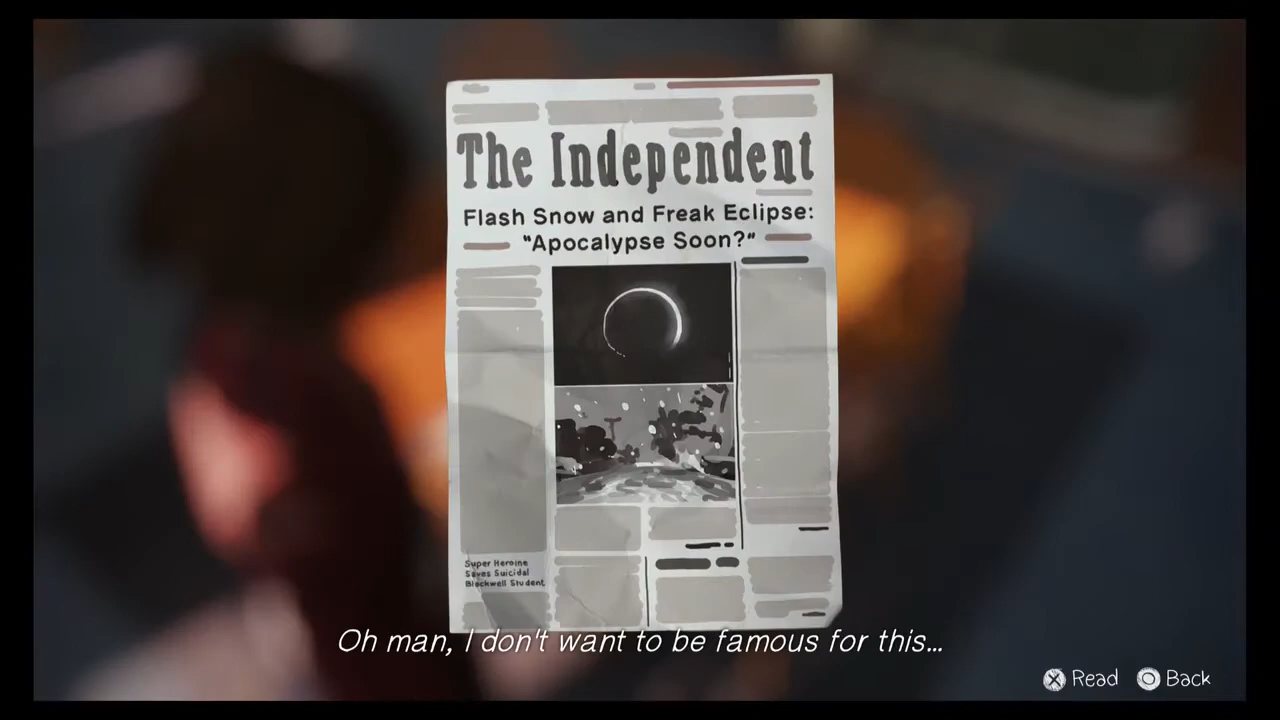 The Independent
Flash Snow and Freak Eclipse:
"Apocalypse Soon?"
Super Heroine
Saves Suicidal
Blackwell Student
Oh man, I don't want to be famous for this...
Read
Back